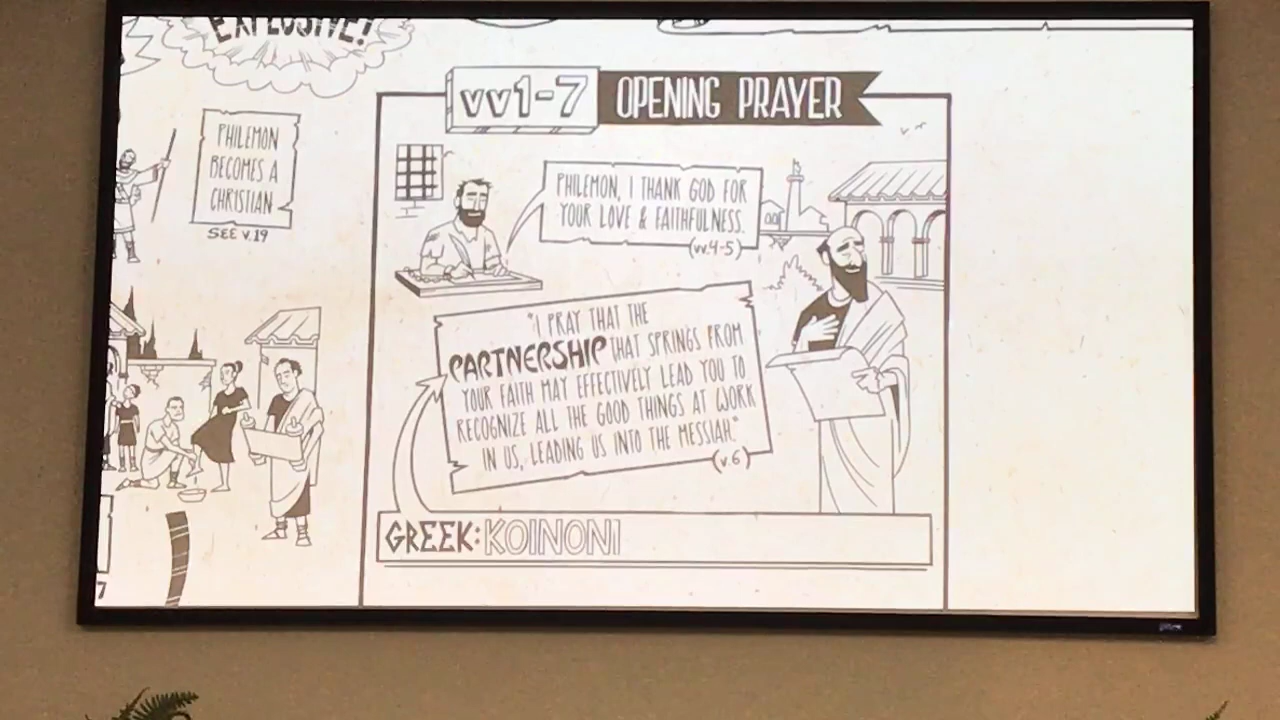 EXPLOSIVE!
PHILEMON
BECOMES A
CHRISTIAN
SEE v.19
vv1-7 OPENING PRAYER
PHILEMON, I THANK GOD FOR
YOUR LOVE & FAITHFULNESS.
(vv.4-5)
"I PRAY THAT THE
PARTNERSHIP THAT SPRINGS FROM
YOUR FAITH MAY EFFECTIVELY LEAD YOU TO
RECOGNIZE ALL THE GOOD THINGS AT WORK
IN US, LEADING US INTO THE MESSIAH."
(v.6)
GREEK: KOINONI
7